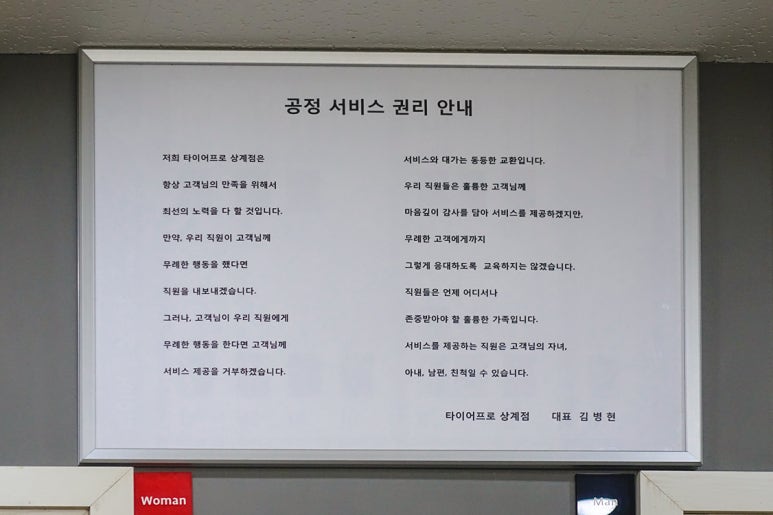 공정 서비스 권리 안내
저희 타이어프로 상계점은
항상 고객님의 만족을 위해서
최선의 노력을 다 할 것입니다.
만약, 우리 직원이 고객님께
무례한 행동을 했다면
직원을 내보내겠습니다.
그러나, 고객님이 우리 직원에게
무례한 행동을 한다면 고객님께
서비스 제공을 거부하겠습니다.
서비스와 대가는 동등한 교환입니다.
우리 직원들은 훌륭한 고객님께
마음깊이 감사를 담아 서비스를 제공하겠지만,
무례한 고객에게까지
그렇게 응대하도록 교육하지는 않겠습니다.
직원들은 언제 어디서나
존중받아야 할 훌륭한 가족입니다.
서비스를 제공하는 직원은 고객님의 자녀,
아내, 남편, 친척일 수 있습니다.
타이어프로 상계점 대표 김 병 현
Woman
Man